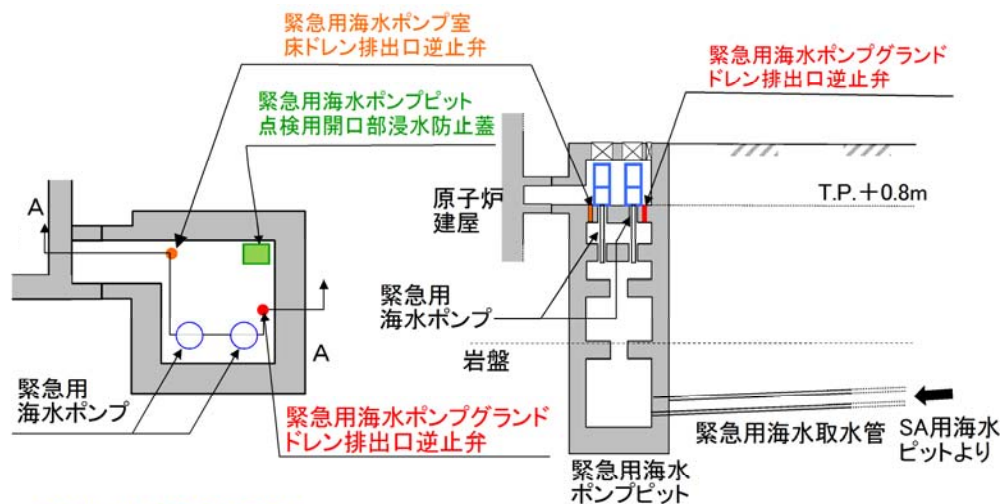 緊急用海水ポンプ室
床ドレン排出口逆止弁
緊急用海水ポンプグランド
ドレン排出口逆止弁
緊急用海水ポンプピット
点検用開口部浸水防止蓋
原子炉
建屋
T.P.+0.8m
A
緊急用
海水ポンプ
岩盤
A
緊急用
海水ポンプ
緊急用海水ポンプグランド
ドレン排出口逆止弁
緊急用海水取水管
SA用海水
ピットより
緊急用海水
ポンプピット